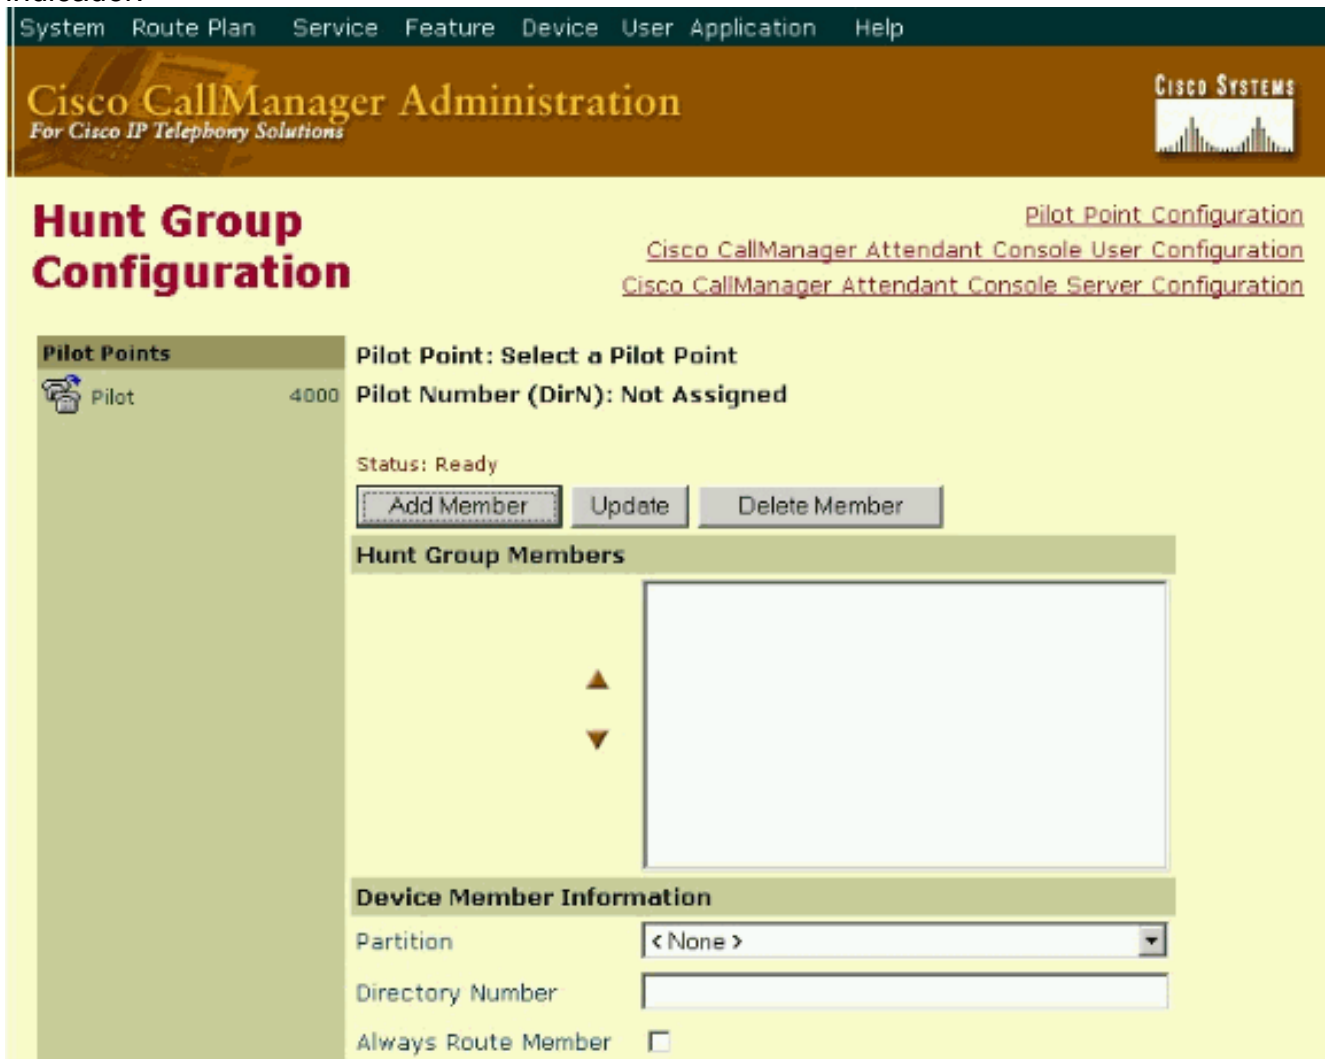 System Route Plan Service Feature Device User Application Help
Cisco CallManager Administration
For Cisco IP Telephony Solutions
CISCO SYSTEMS
Hunt Group
Configuration
Pilot Point Configuration
Cisco CallManager Attendant Console User Configuration
Cisco CallManager Attendant Console Server Configuration
Pilot Points
Pilot 4000
Pilot Point: Select a Pilot Point
Pilot Number (DirN): Not Assigned
Status: Ready
Add Member Update Delete Member
Hunt Group Members
Device Member Information
Partition < None >
Directory Number
Always Route Member